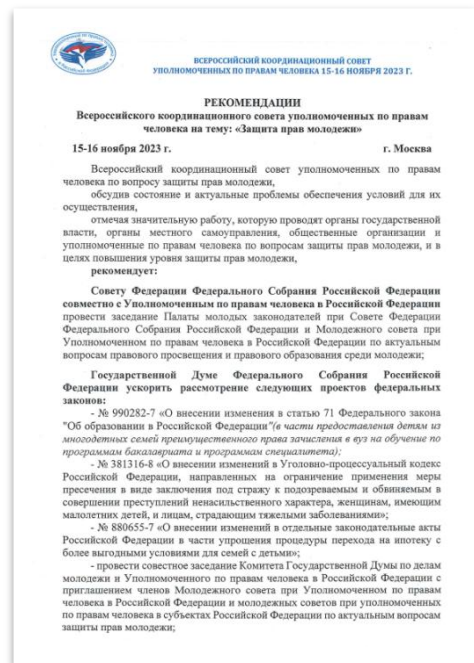 ВСЕРОССИЙСКИЙ КООРДИНАЦИОННЫЙ СОВЕТ
УПОЛНОМОЧЕННЫХ ПО ПРАВАМ ЧЕЛОВЕКА 15-16 НОЯБРЯ 2023 Г.
РЕКОМЕНДАЦИИ
Всероссийского координационного совета уполномоченных по правам
человека на тему: «Защита прав молодежи»
15-16 ноября 2023 г. г. Москва
Всероссийский координационный совет уполномоченных по правам
человека по вопросу защиты прав молодежи,
обсудив состояние и актуальные проблемы обеспечения условий для их
осуществления,
отмечая значительную работу, которую проводят органы государственной
власти, органы местного самоуправления, общественные организации и
уполномоченные по правам человека по вопросам защиты прав молодежи, и в
целях повышения уровня защиты прав молодежи,
рекомендует:
Совету Федерации Федерального Собрания Российской Федерации
совместно с Уполномоченным по правам человека в Российской Федерации
провести заседание Палаты молодых законодателей при Совете Федерации
Федерального Собрания Российской Федерации и Молодежного совета при
Уполномоченном по правам человека в Российской Федерации по актуальным
вопросам правового просвещения и правового образования среди молодежи;
Государственной Думе Федерального Собрания Российской
Федерации ускорить рассмотрение следующих проектов федеральных
законов:
- № 990282-7 «О внесении изменения в статью 71 Федерального закона
"Об образовании в Российской Федерации"(в части предоставления детям из
многодетных семей преимущественного права зачисления в вуз на обучение по
программам бакалавриата и программам специалитета);
- № 381316-8 «О внесении изменений в Уголовно-процессуальный кодекс
Российской Федерации, направленных на ограничение применения меры
пресечения в виде заключения под стражу к подозреваемым и обвиняемым в
совершении преступлений ненасильственного характера, женщинам, имеющим
малолетних детей, и лицам, страдающим тяжелыми заболеваниями»;
- № 880655-7 «О внесении изменений в отдельные законодательные акты
Российской Федерации в части упрощения процедуры перехода на ипотеку с
более выгодными условиями для семей с детьми»;
- провести совестное заседание Комитета Государственной Думы по делам
молодежи и Уполномоченного по правам человека в Российской Федерации с
приглашением членов Молодежного совета при Уполномоченном по правам
человека в Российской Федерации и молодежных советов при уполномоченных
по правам человека в субъектах Российской Федерации по актуальным вопросам
защиты прав молодежи;